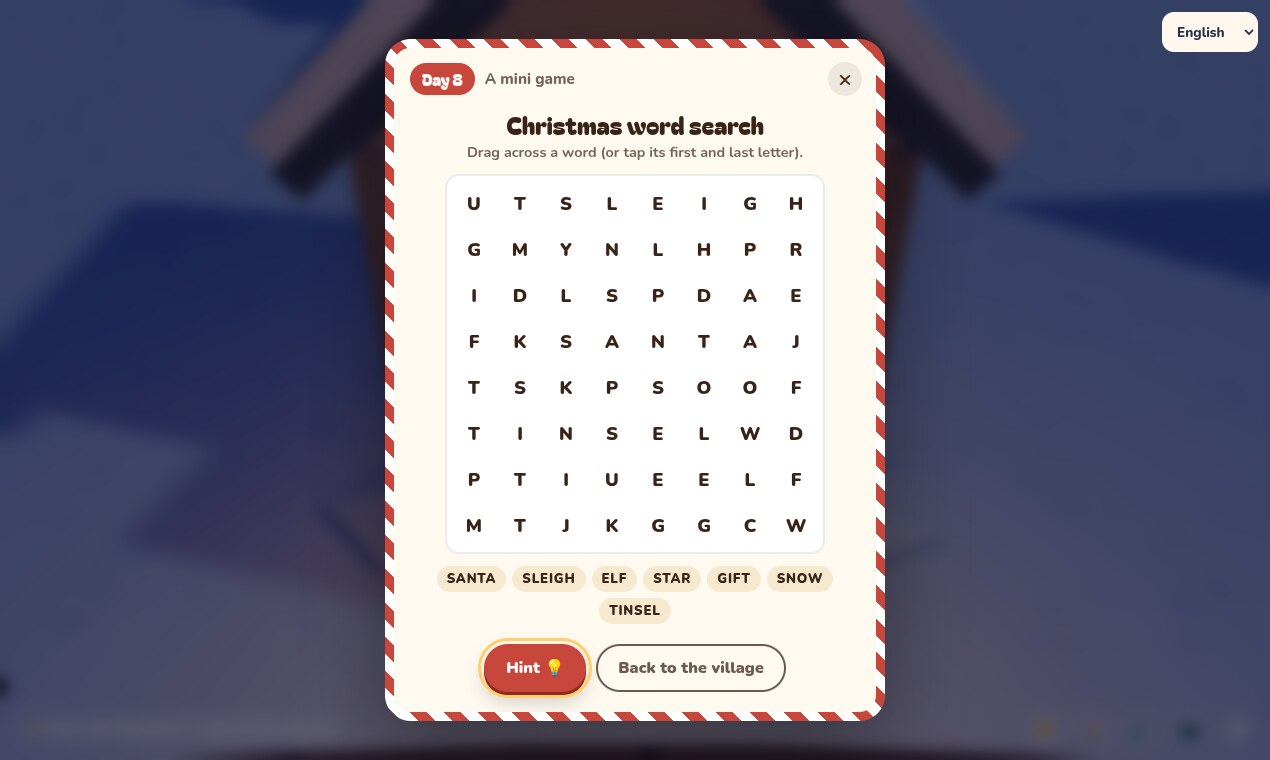 English
Day 8 A mini game
Christmas word search
Drag across a word (or tap its first and last letter).
U T S L E I G H
G M Y N L H P R
I D L S P D A E
F K S A N T A J
T S K P S O O F
T I N S E L W D
P T I U E E L F
M T J K G G C W
SANTA SLEIGH ELF STAR GIFT SNOW
TINSEL
Hint 💡 Back to the village